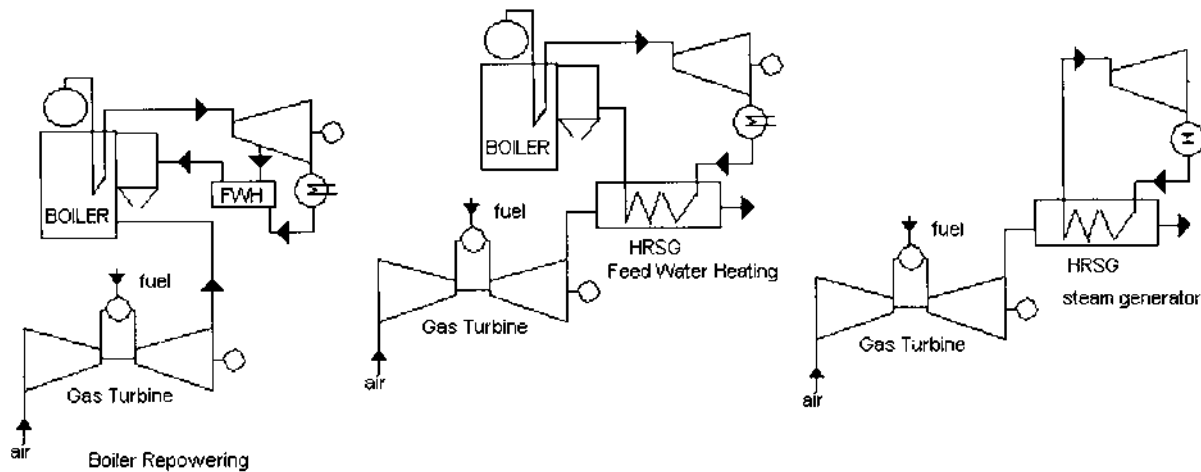 BOILER
FWH
fuel
Gas Turbine
air
Boiler Repowering
BOILER
fuel
HRSG
Feed Water Heating
Gas Turbine
air
fuel
HRSG
steam generator
Gas Turbine
air